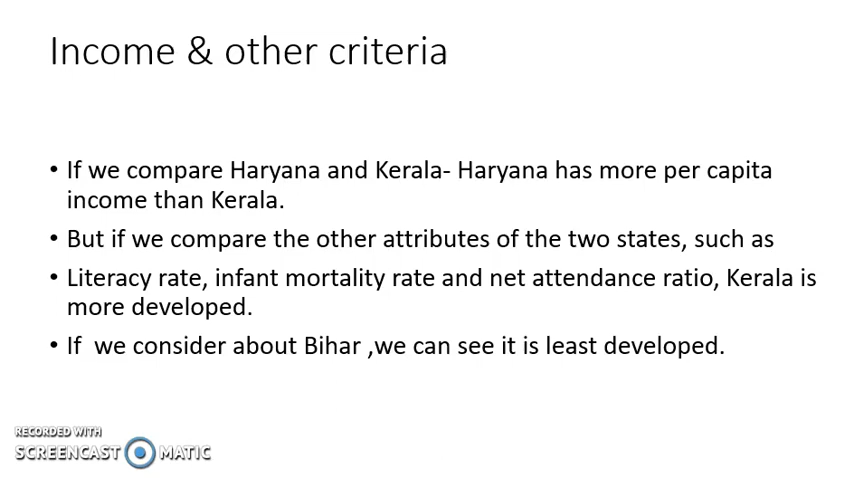 Income & other criteria
• If we compare Haryana and Kerala- Haryana has more per capita
income than Kerala.
• But if we compare the other attributes of the two states, such as
• Literacy rate, infant mortality rate and net attendance ratio, Kerala is
more developed.
• If  we consider about Bihar ,we can see it is least developed.
RECORDED WITH
SCREENCAST MATIC